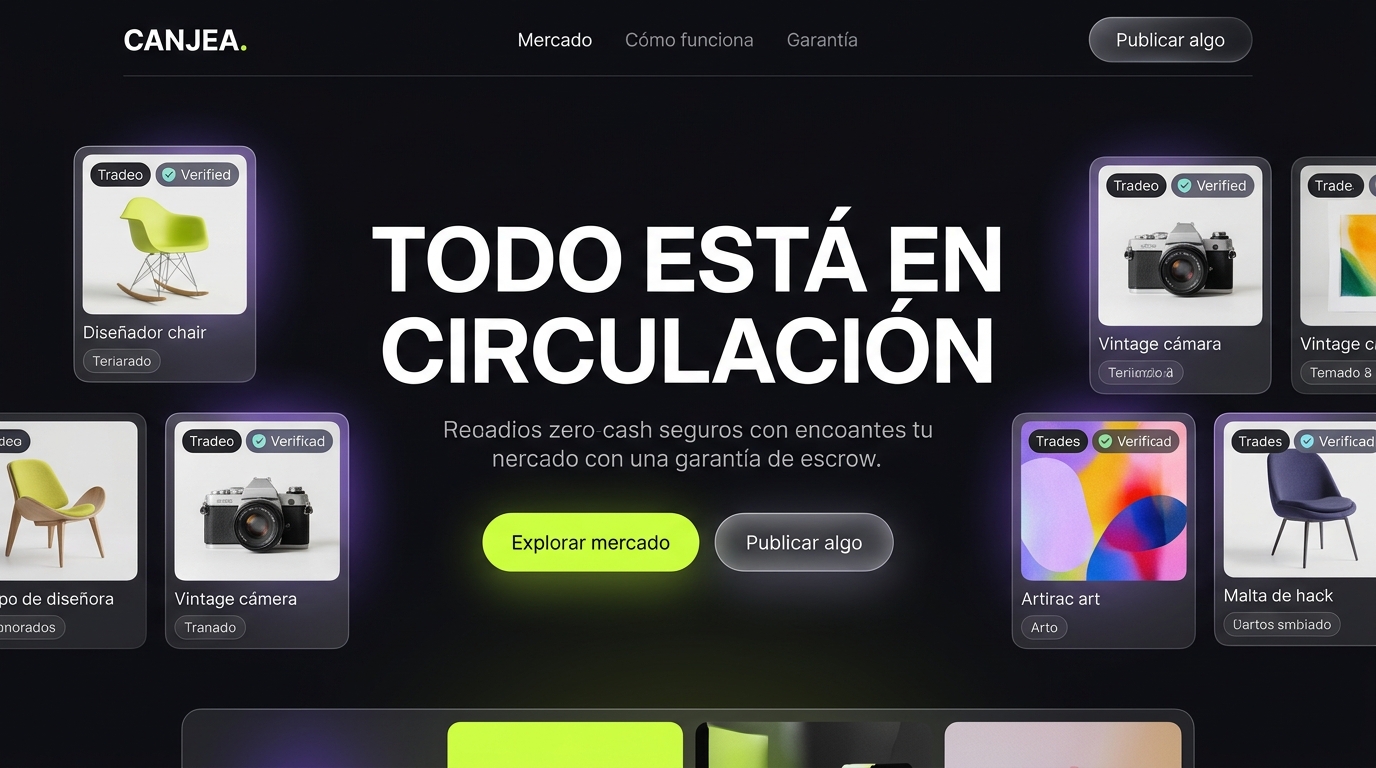 CANJEA.
Mercado
Cómo funciona
Garantía
Publicar algo
Tradeo
Verified
Diseñador chair
Teriarado
Tradeo
Verified
Vintage cámara
Trade
Vintage c
Temado 8
TODO ESTÁ EN
CIRCULACIÓN
Reoadios zero-cash seguros con encoantes tu
nercado con una garantía de escrow.
Explorar mercado
Publicar algo
deo
po de diseñora
onorados
Tradeo
Verificad
Vintage cámera
Tranado
Trades
Verificad
Artirac art
Arto
Trades
Verificad
Malta de hack
Uartos smbiado